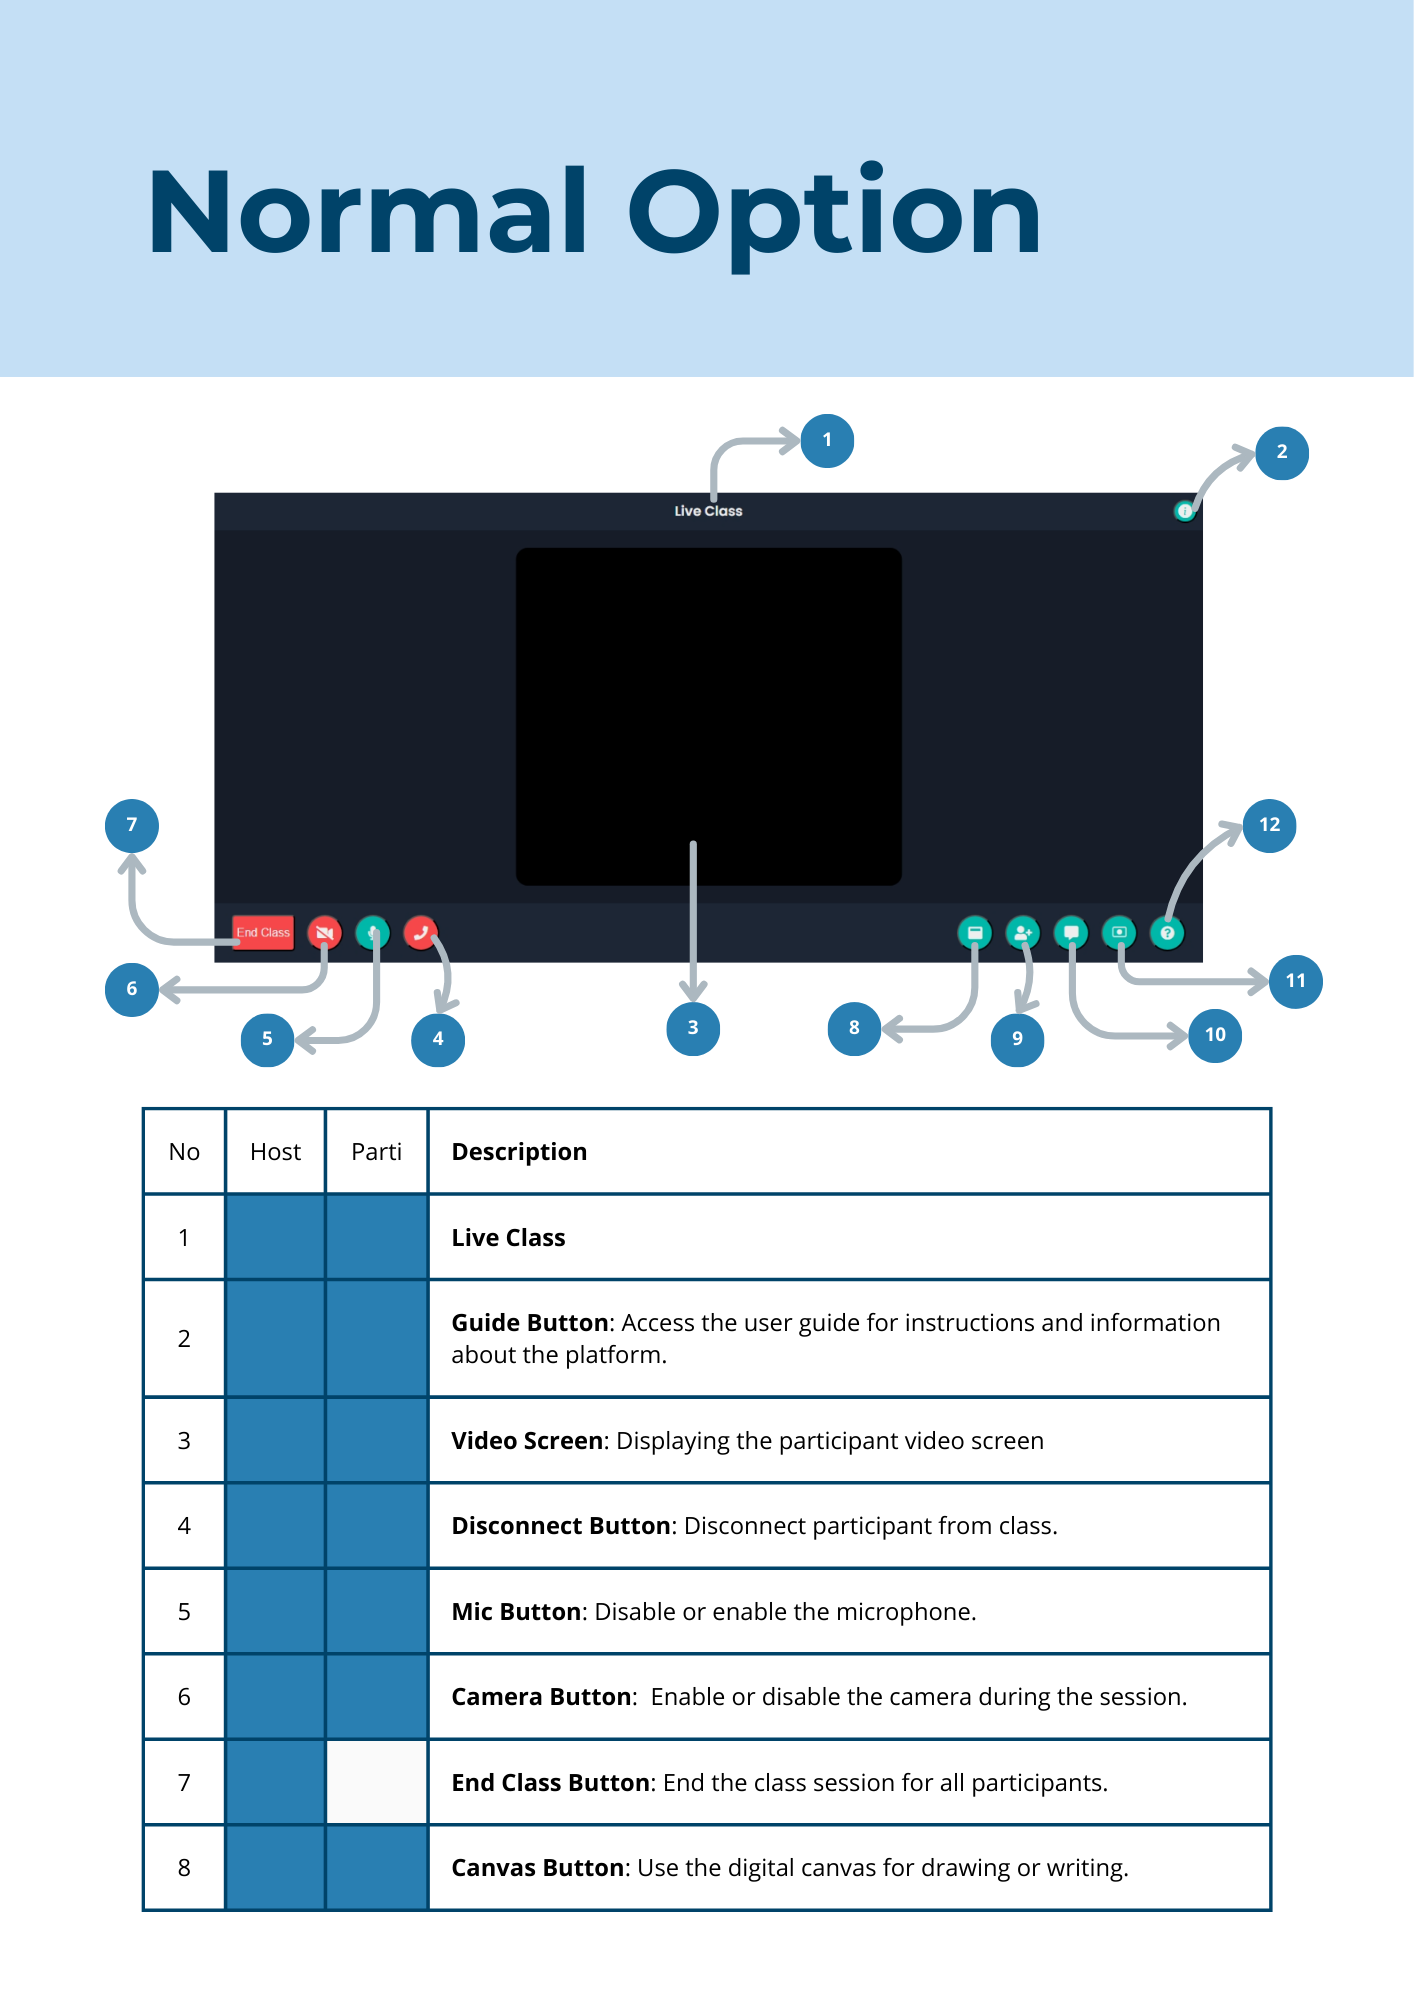 Normal Option
1
2
Live Class
7
12
End Class
6
11
5
4
3
8
9
10
No Host Parti Description
1 Live Class
2 Guide Button: Access the user guide for instructions and information
about the platform.
3 Video Screen: Displaying the participant video screen
4 Disconnect Button: Disconnect participant from class.
5 Mic Button: Disable or enable the microphone.
6 Camera Button:  Enable or disable the camera during the session.
7 End Class Button: End the class session for all participants.
8 Canvas Button: Use the digital canvas for drawing or writing.